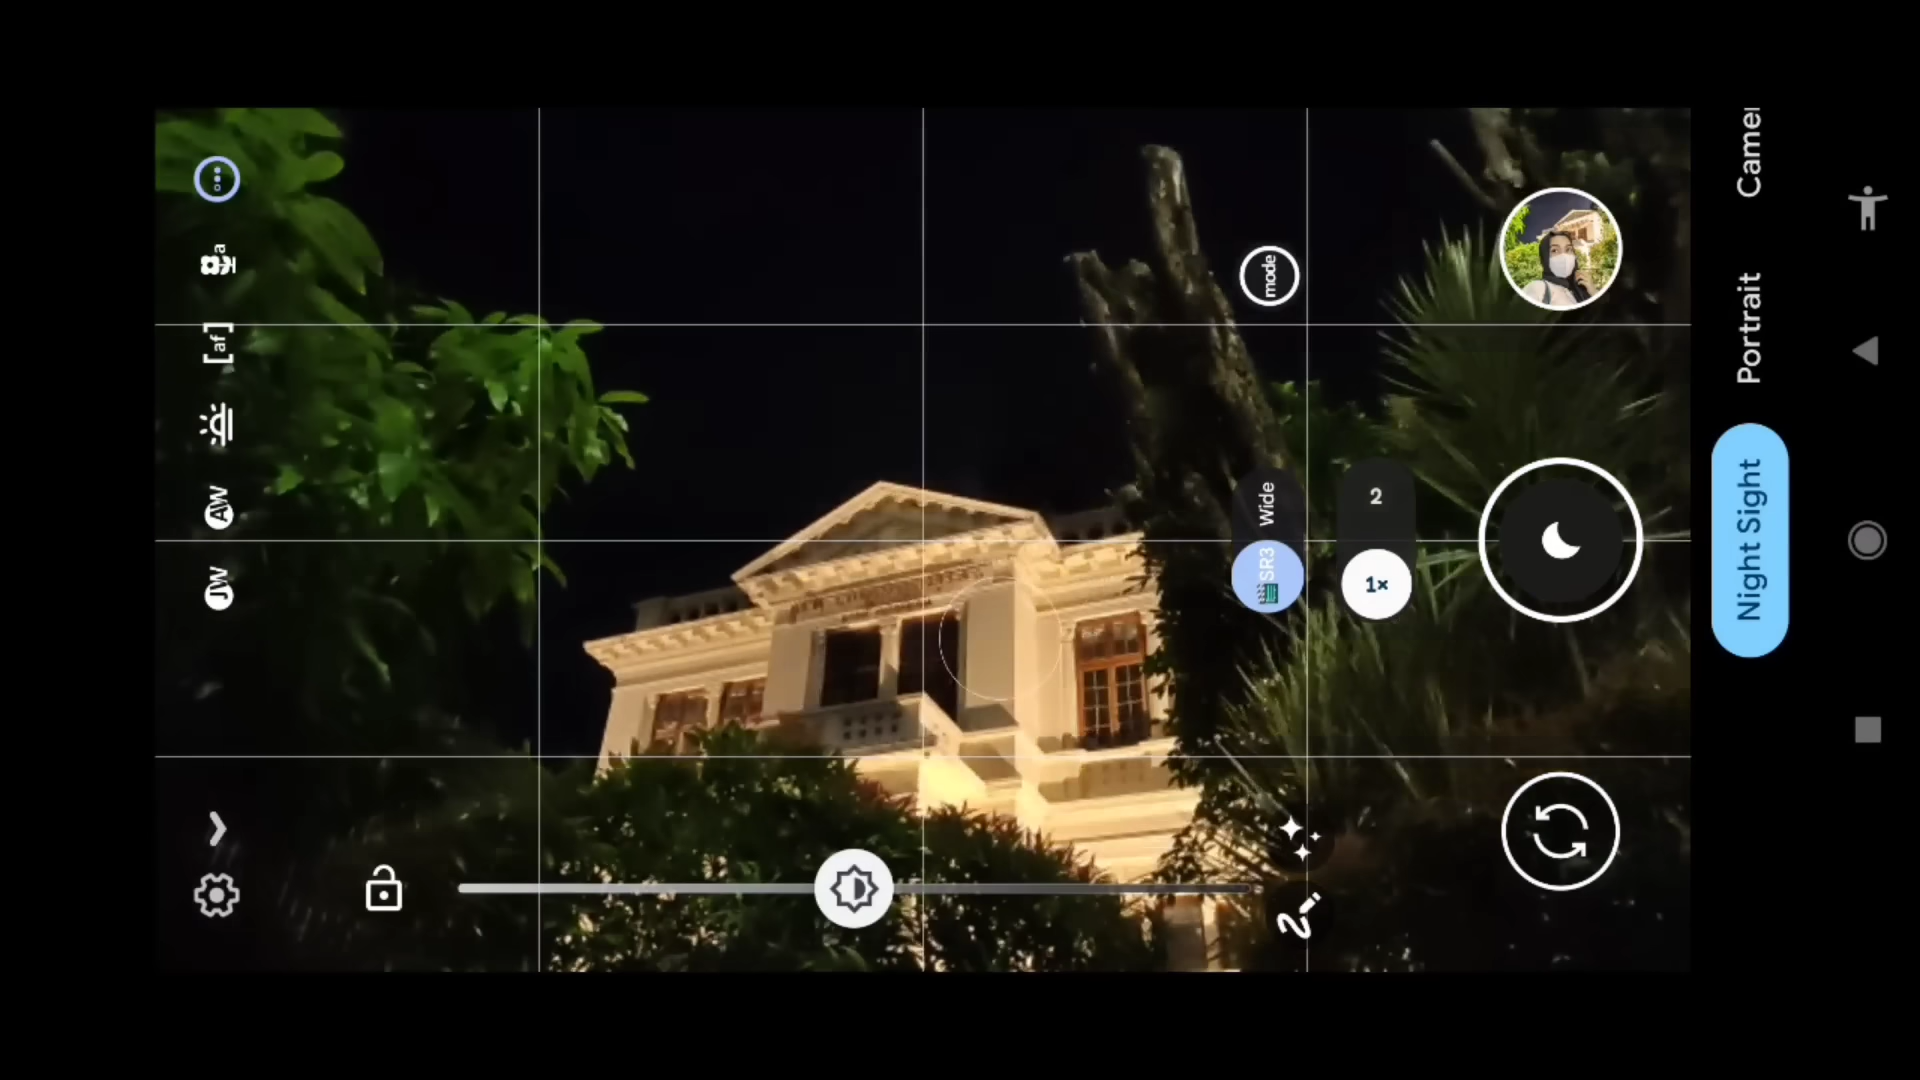 a
[af]
AW
JW
mode
Wide
SR3
2
1×
Camer
Portrait
Night Sight